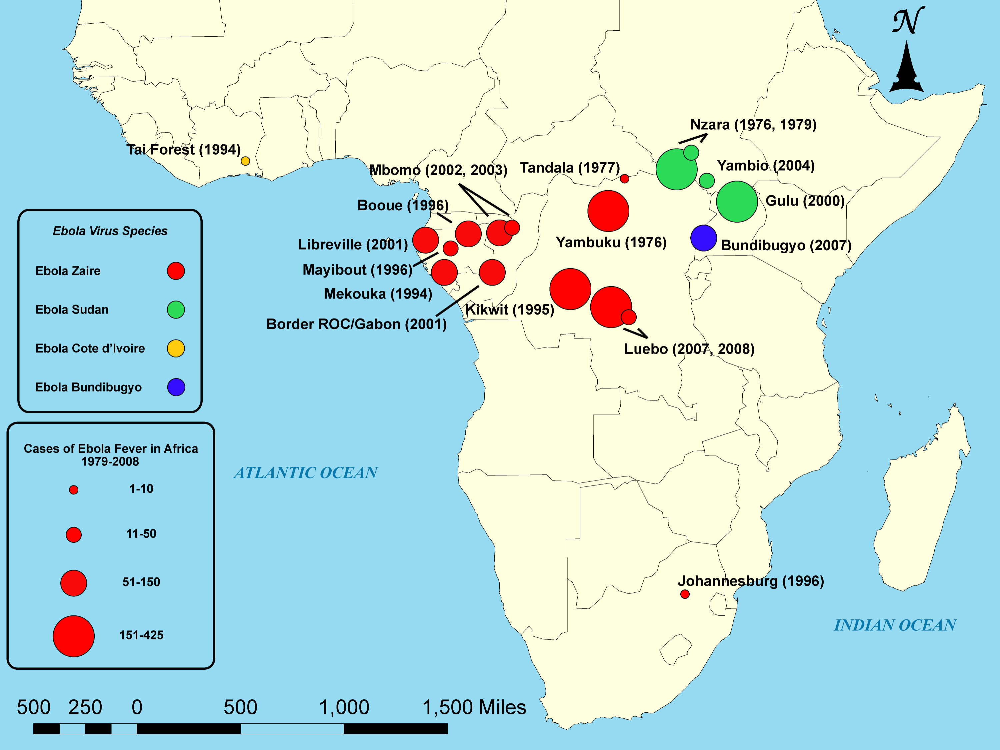 N
Nzara (1976, 1979)
Tai Forest (1994)
Mbomo (2002, 2003)
Tandala (1977)
Yambio (2004)
Booue (1996)
Gulu (2000)
Libreville (2001)
Yambuku (1976)
Bundibugyo (2007)
Mayibout (1996)
Mekouka (1994)
Kikwit (1995)
Border ROC/Gabon (2001)
Luebo (2007, 2008)
Ebola Virus Species
Ebola Zaire
Ebola Sudan
Ebola Cote d’Ivoire
Ebola Bundibugyo
Cases of Ebola Fever in Africa
1979-2008
1-10
11-50
51-150
151-425
ATLANTIC OCEAN
Johannesburg (1996)
INDIAN OCEAN
500 250 0 500 1,000 1,500 Miles